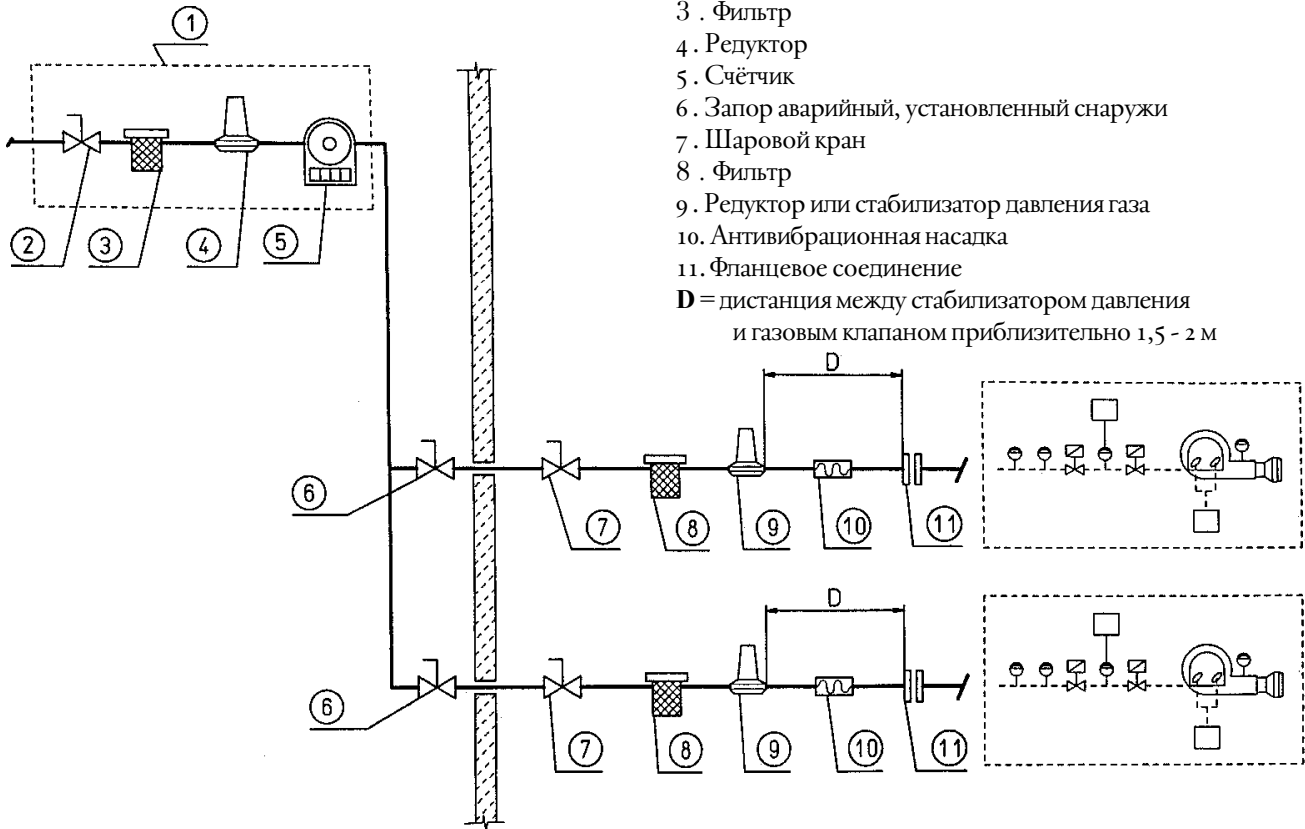 3 . Фильтр
4 . Редуктор
5 . Счётчик
6 . Запор аварийный, установленный снаружи
7 . Шаровой кран
8 . Фильтр
9 . Редуктор или стабилизатор давления газа
10. Антивибрационная насадка
11. Фланцевое соединение
D = дистанция между стабилизатором давления
и газовым клапаном приблизительно 1,5 - 2 м
1
2
3
4
5
D
6
7
8
9
10
11
D
6
7
8
9
10
11